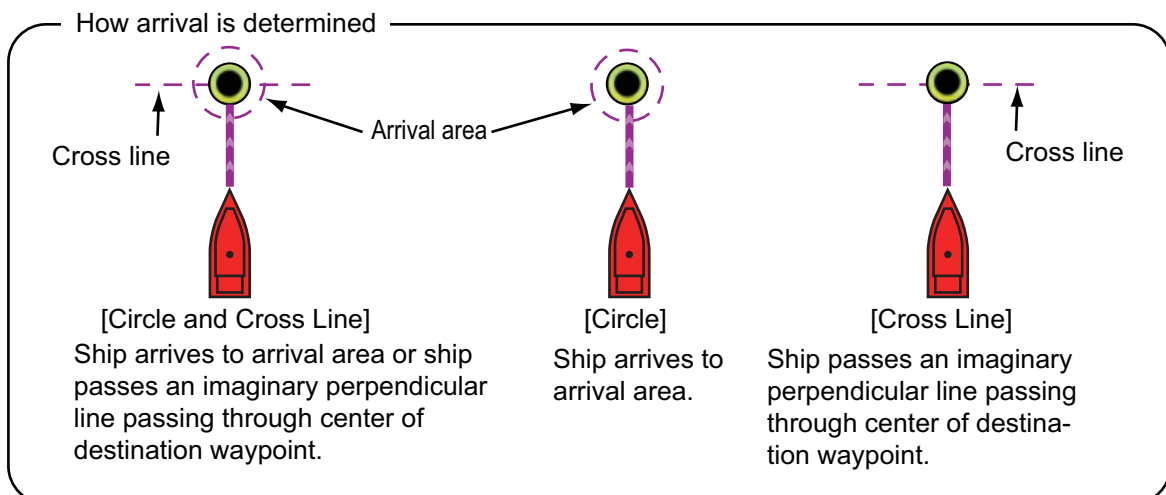 How arrival is determined
Arrival area
Cross line
Cross line
[Circle and Cross Line]
Ship arrives to arrival area or ship
passes an imaginary perpendicular
line passing through center of
destination waypoint.
[Circle]
Ship arrives to
arrival area.
[Cross Line]
Ship passes an imaginary
perpendicular line passing
through center of destina-
tion waypoint.